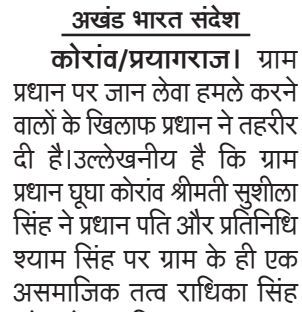 अखंड भारत संदेश
कोरांव/प्रयागराज। ग्राम
प्रधान पर जान लेवा हमले करने
वालों के खिलाफ प्रधान ने तहरीर
दी है।उल्लेखनीय है कि ग्राम
प्रधान घूघा कोरांव श्रीमती सुशीला
सिंह ने प्रधान पति और प्रतिनिधि
श्याम सिंह पर ग्राम के ही एक
असमाजिक तत्व राधिका सिंह